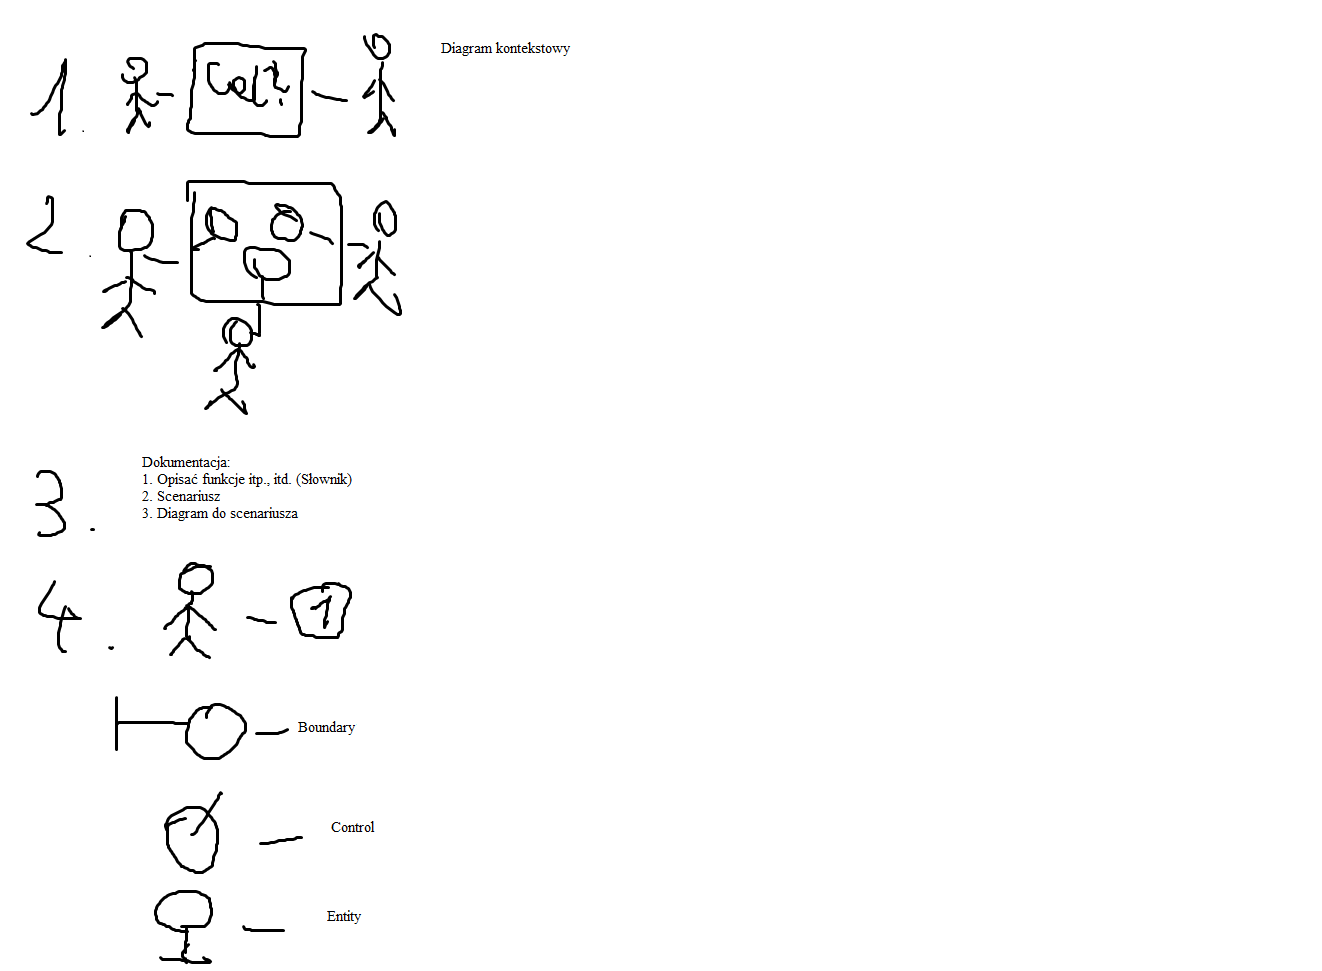 1.
Cel?
Diagram kontekstowy
2.
3.
Dokumentacja:
1. Opisać funkcje itp., itd. (Słownik)
2. Scenariusz
3. Diagram do scenariusza
4.
1
Boundary
Control
Entity